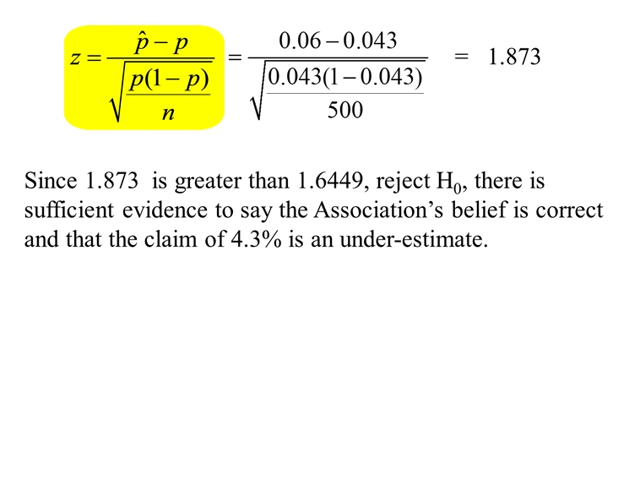 z = (p̂ − p) / √(p(1 − p) / n) = (0.06 − 0.043) / √(0.043(1 − 0.043) / 500) = 1.873
Since 1.873 is greater than 1.6449, reject H₀, there is
sufficient evidence to say the Association’s belief is correct
and that the claim of 4.3% is an under-estimate.